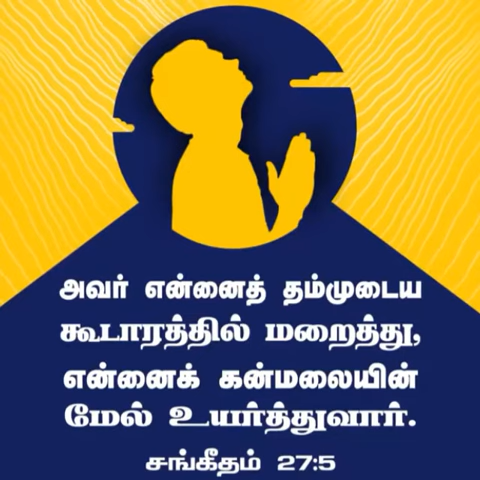 அவர் என்னைத் தம்முடைய
கூடாரத்தில் மறைத்து,
என்னைக் கன்மலையின்
மேல் உயர்த்துவார்.
சங்கீதம் 27:5